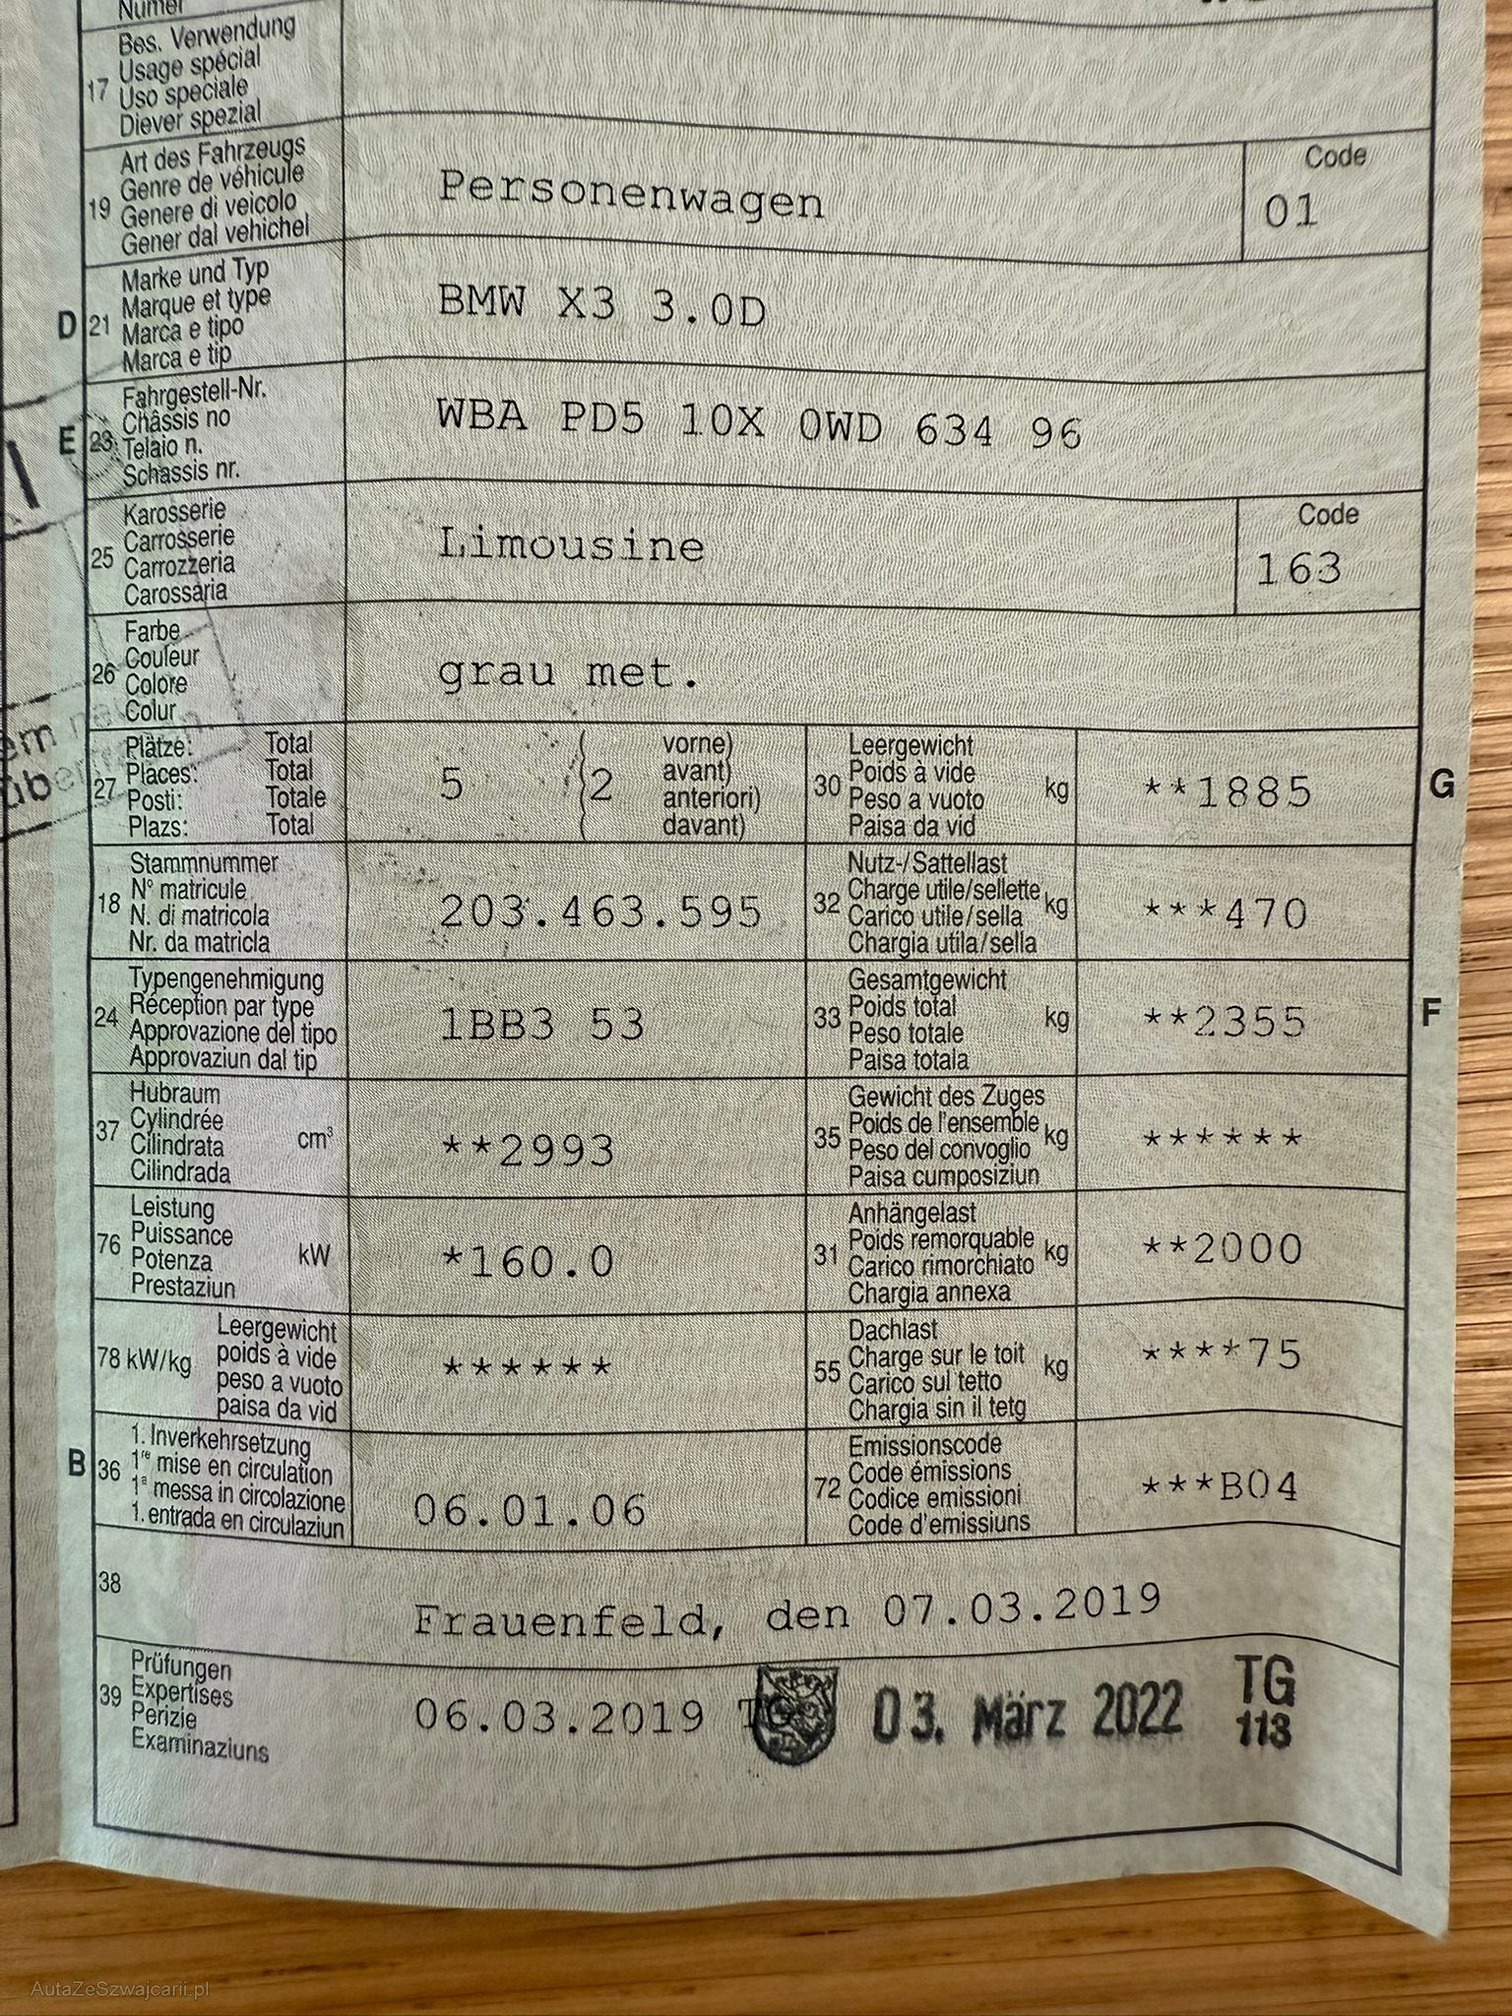 Numer
17 Bes. Verwendung
Usage spécial
Uso speciale
Diever spezial
19 Art des Fahrzeugs
Genre de véhicule
Genere di veicolo
Gener dal vehichel
Personenwagen
Code
01
D 21 Marke und Typ
Marque et type
Marca e tipo
Marca e tip
BMW X3 3.0D
E 23 Fahrgestell-Nr.
Châssis no
Telaio n.
Schassis nr.
WBA PD5 10X 0WD 634 96
25 Karosserie
Carrosserie
Carrozzeria
Carossaria
Limousine
Code
163
26 Farbe
Couleur
Colore
Colur
grau met.
27 Plätze: Total
Places: Total
Posti: Totale
Plazs: Total
5 ( 2 vorne)
avant)
anteriori)
davant)
30 Leergewicht
Poids à vide
Peso a vuoto
Paisa da vid
kg
**1885
G
18 Stammnummer
N° matricule
N. di matricola
Nr. da matricla
203.463.595
32 Nutz-/Sattellast
Charge utile/sellette
Carico utile/sella
Chargia utila/sella
kg
***470
24 Typengenehmigung
Réception par type
Approvazione del tipo
Approvaziun dal tip
1BB3 53
33 Gesamtgewicht
Poids total
Peso totale
Paisa totala
kg
**2355
F
37 Hubraum
Cylindrée
Cilindrata
Cilindrada
cm³
**2993
35 Gewicht des Zuges
Poids de l'ensemble
Peso del convoglio
Paisa cumposiziun
kg
******
76 Leistung
Puissance
Potenza
Prestaziun
kW
*160.0
31 Anhängelast
Poids remorquable
Carico rimorchiato
Chargia annexa
kg
**2000
78 kW/kg Leergewicht
poids à vide
peso a vuoto
paisa da vid
******
55 Dachlast
Charge sur le toit
Carico sul tetto
Chargia sin il tetg
kg
****75
B 36 1. Inverkehrsetzung
1re mise en circulation
1a messa in circolazione
1. entrada en circulaziun
06.01.06
72 Emissionscode
Code émissions
Codice emissioni
Code d'emissiuns
***B04
38
Frauenfeld, den 07.03.2019
39 Prüfungen
Expertises
Perizie
Examinaziuns
06.03.2019 TG
03. März 2022
TG
113
AutaZeSzwajcarii.pl